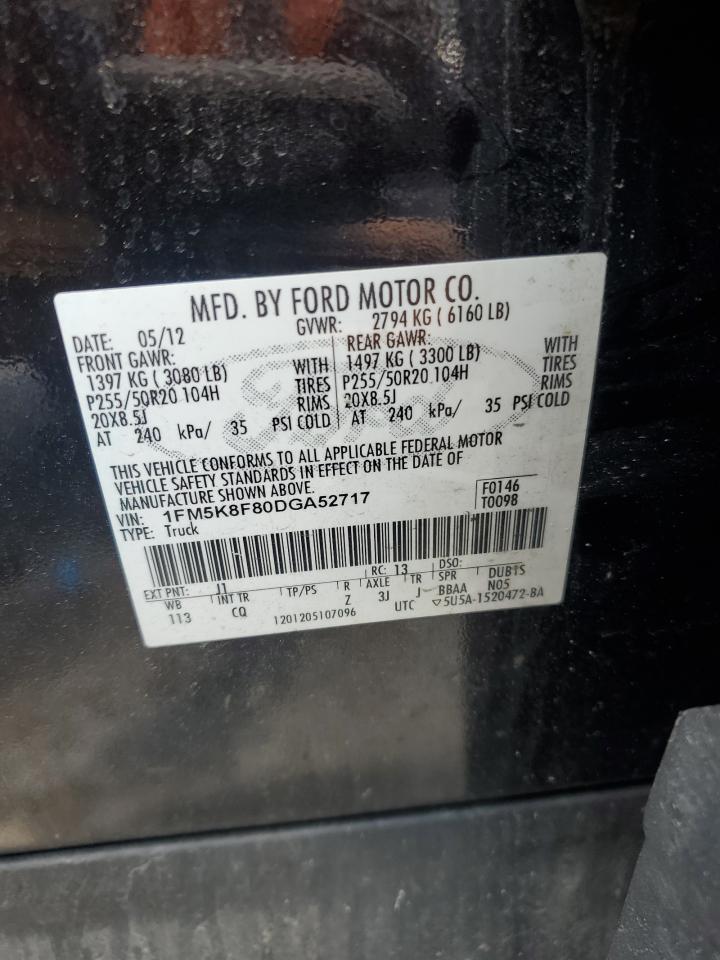 MFD. BY FORD MOTOR CO.
DATE: 05/12 GVWR: 2794 KG ( 6160 LB)
FRONT GAWR: REAR GAWR:
1397 KG ( 3080 LB) WITH 1497 KG ( 3300 LB) WITH
P255/50R20 104H TIRES P255/50R20 104H TIRES
20X8.5J RIMS 20X8.5J RIMS
AT 240 kPa/ 35 PSI COLD AT 240 kPa/ 35 PSI COLD
Ford
THIS VEHICLE CONFORMS TO ALL APPLICABLE FEDERAL MOTOR
VEHICLE SAFETY STANDARDS IN EFFECT ON THE DATE OF
MANUFACTURE SHOWN ABOVE.
VIN: 1FM5K8F80DGA52717 F0146
TYPE: Truck T0098
EXT PNT: J1 RC: 13 DSO:
WB INT TR TP/PS R AXLE TR SPR DUBTS
113 CQ Z 3J J BBAA N05
1201205107096 UTC ▽5U5A-1520472-BA